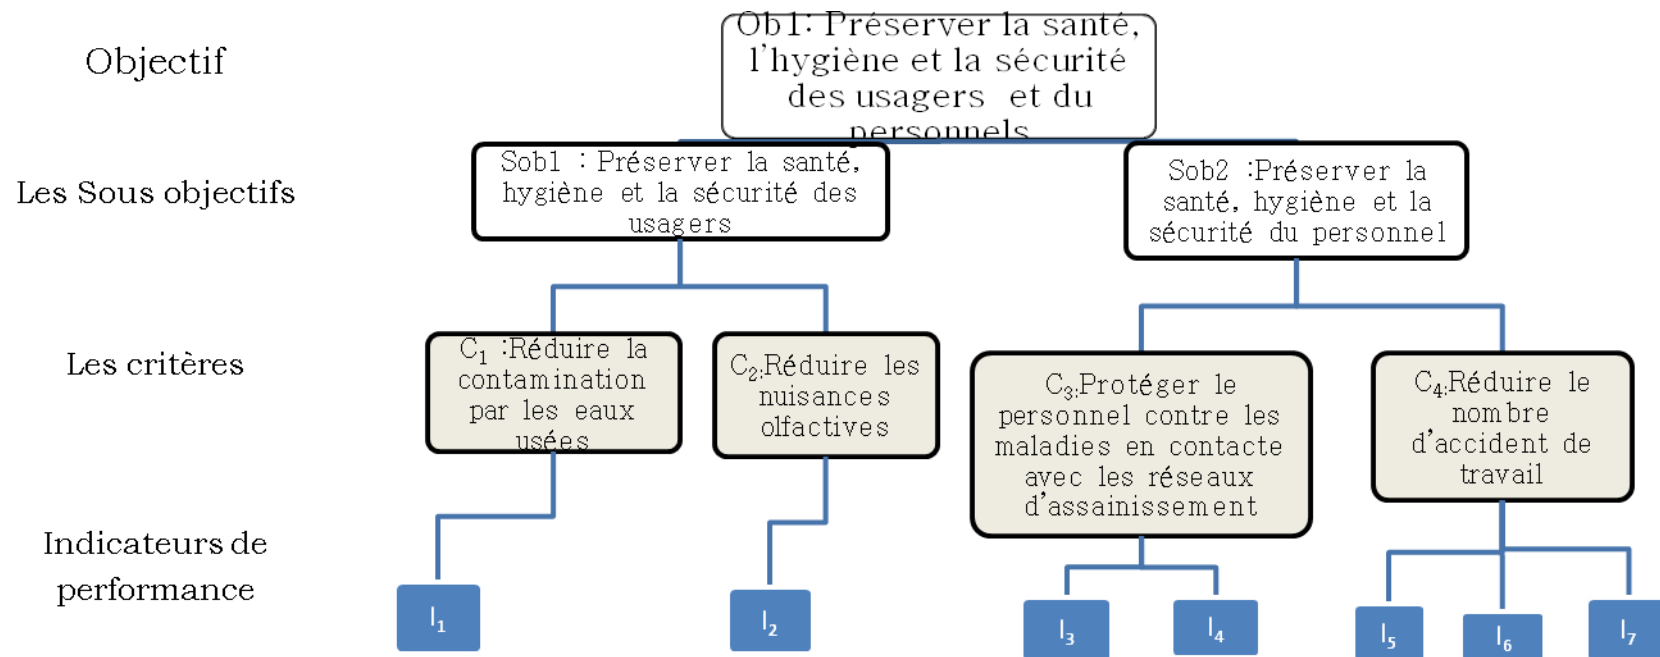 Objectif
Ob1: Préserver la santé,
l'hygiène et la sécurité
des usagers et du
personnels
Les Sous objectifs
Sob1 : Préserver la santé,
hygiène et la sécurité des
usagers
Sob2 :Préserver la
santé, hygiène et la
sécurité du personnel
Les critères
C₁ :Réduire la
contamination
par les eaux
usées
C₂:Réduire les
nuisances
olfactives
C₃:Protéger le
personnel contre les
maladies en contacte
avec les réseaux
d'assainissement
C₄:Réduire le
nombre
d'accident de
travail
Indicateurs de
performance
I₁
I₂
I₃
I₄
I₅
I₆
I₇